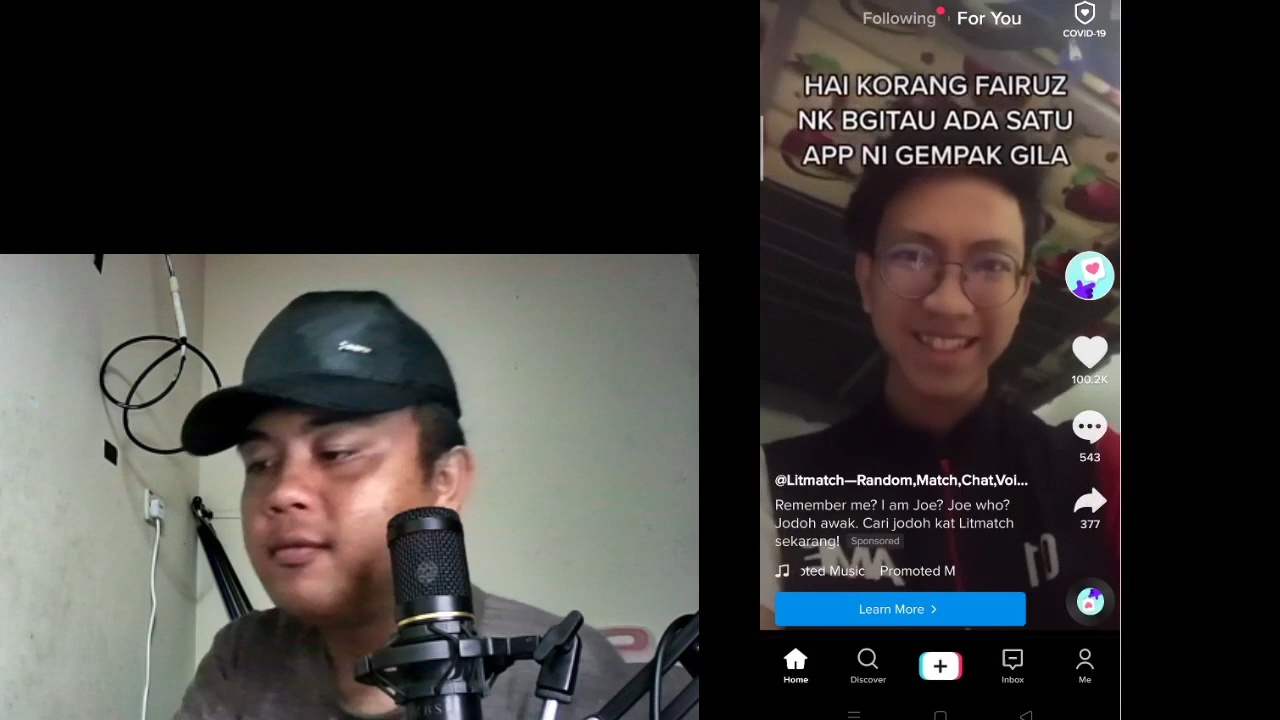 Following
For You
COVID-19
HAI KORANG FAIRUZ
NK BGITAU ADA SATU
APP NI GEMPAK GILA
100.2K
543
377
@Litmatch—Random,Match,Chat,Voi...
Remember me? I am Joe? Joe who?
Jodoh awak. Cari jodoh kat Litmatch
sekarang! Sponsored
oted Music Promoted M
Learn More >
Home
Discover
Inbox
Me